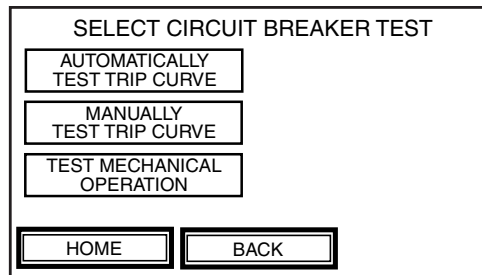 SELECT CIRCUIT BREAKER TEST
AUTOMATICALLY
TEST TRIP CURVE
MANUALLY
TEST TRIP CURVE
TEST MECHANICAL
OPERATION
HOME
BACK